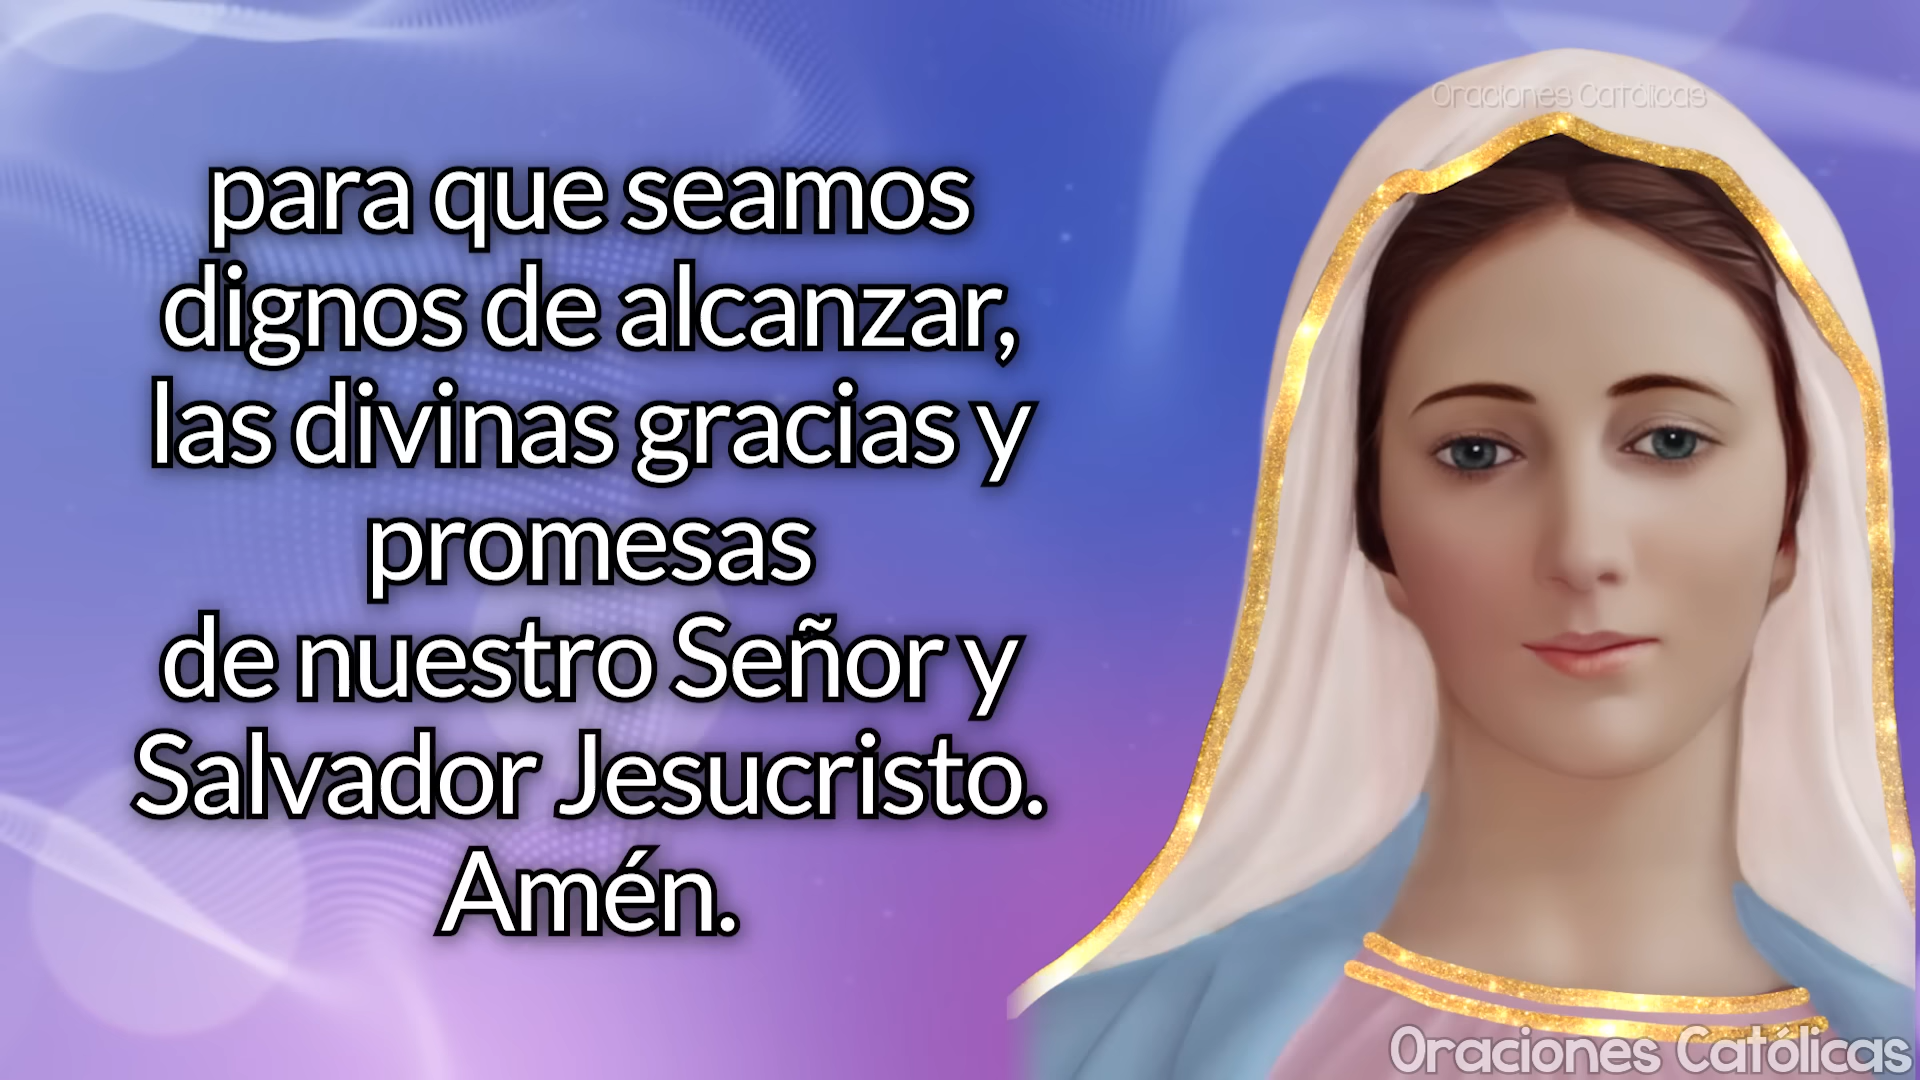 Oraciones Católicas
para que seamos
dignos de alcanzar,
las divinas gracias y
promesas
de nuestro Señor y
Salvador Jesucristo.
Amén.
Oraciones Católicas